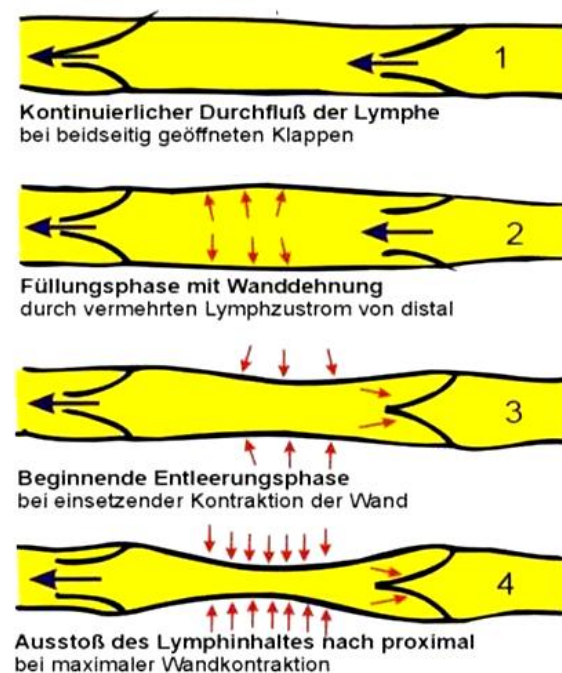 1
Kontinuierlicher Durchfluß der Lymphe
bei beidseitig geöffneten Klappen
2
Füllungsphase mit Wanddehnung
durch vermehrten Lymphzustrom von distal
3
Beginnende Entleerungsphase
bei einsetzender Kontraktion der Wand
4
Ausstoß des Lymphinhaltes nach proximal
bei maximaler Wandkontraktion